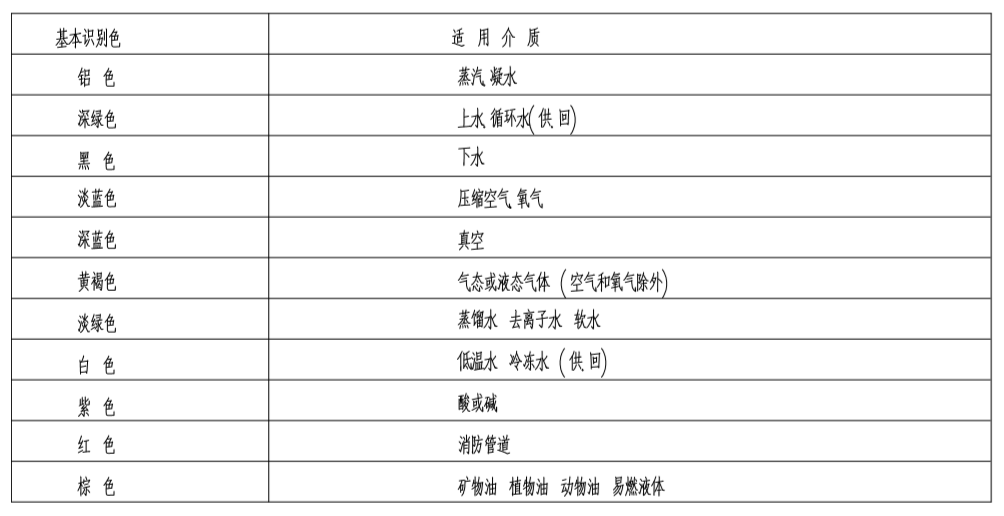 基本识别色 适 用 介 质
铝 色 蒸汽 凝水
深绿色 上水 循环水(供 回)
黑 色 下水
淡蓝色 压缩空气 氧气
深蓝色 真空
黄褐色 气态或液态气体 (空气和氧气除外)
淡绿色 蒸馏水 去离子水 软水
白 色 低温水 冷冻水 (供 回)
紫 色 酸或碱
红 色 消防管道
棕 色 矿物油 植物油 动物油 易燃液体